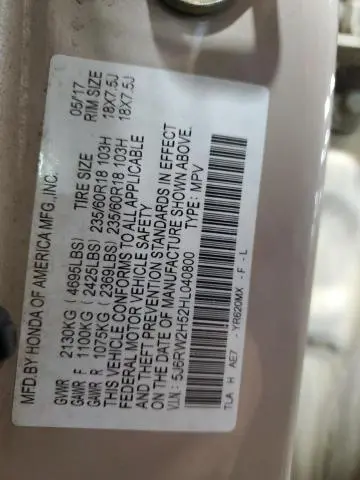 MFD.BY HONDA OF AMERICA MFG.,INC. 05/17
TIRE SIZE RIM SIZE
GVWR 2130KG ( 4695LBS)
GAWR F 1100KG ( 2425LBS) 235/60R18 103H 18X7.5J
GAWR R 1075KG ( 2369LBS) 235/60R18 103H 18X7.5J
THIS VEHICLE CONFORMS TO ALL APPLICABLE
FEDERAL MOTOR VEHICLE SAFETY
AND THEFT PREVENTION STANDARDS IN EFFECT
ON THE DATE OF MANUFACTURE SHOWN ABOVE.
V.I.N.: 5J6RW2H52HL040800 TYPE: MPV
TLA H AE7 - YR620MX - F - L